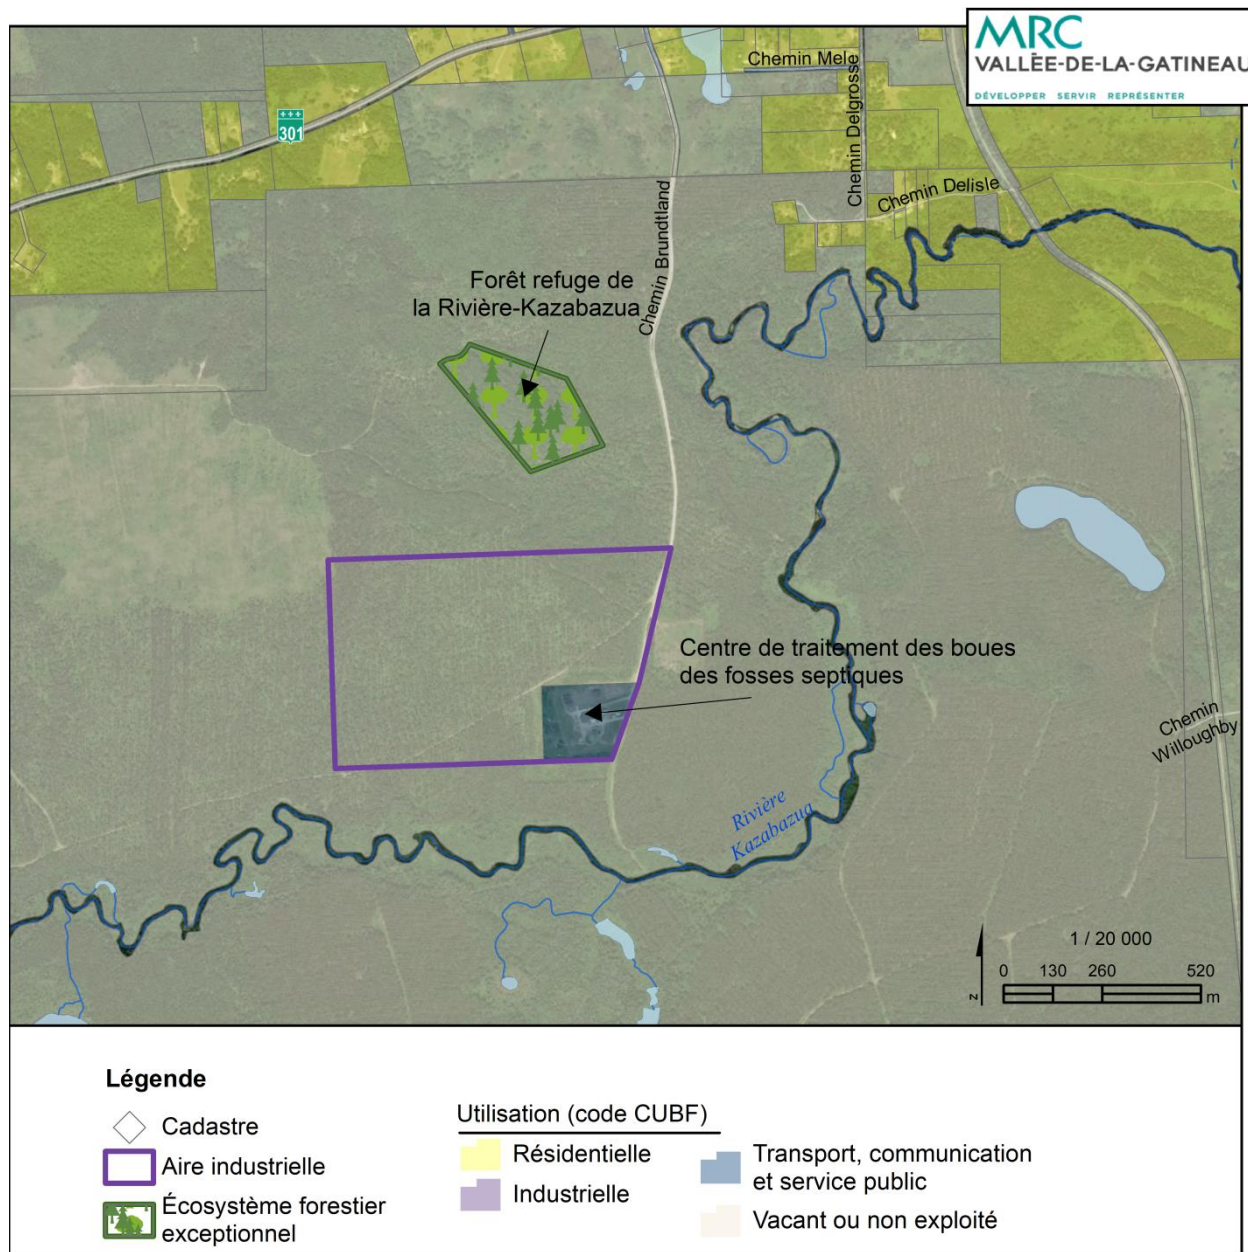 MRC
VALLÉE-DE-LA-GATINEAU
DÉVELOPPER SERVIR REPRÉSENTER
Chemin Mele
301
Chemin Delgrosse
Chemin Delisle
Chemin Brundtland
Forêt refuge de
la Rivière-Kazabazua
Centre de traitement des boues
des fosses septiques
Chemin
Willoughby
Rivière
Kazabazua
1 / 20 000
0 130 260 520
m
N
Légende
Cadastre
Aire industrielle
Écosystème forestier
exceptionnel
Utilisation (code CUBF)
Résidentielle
Industrielle
Transport, communication
et service public
Vacant ou non exploité